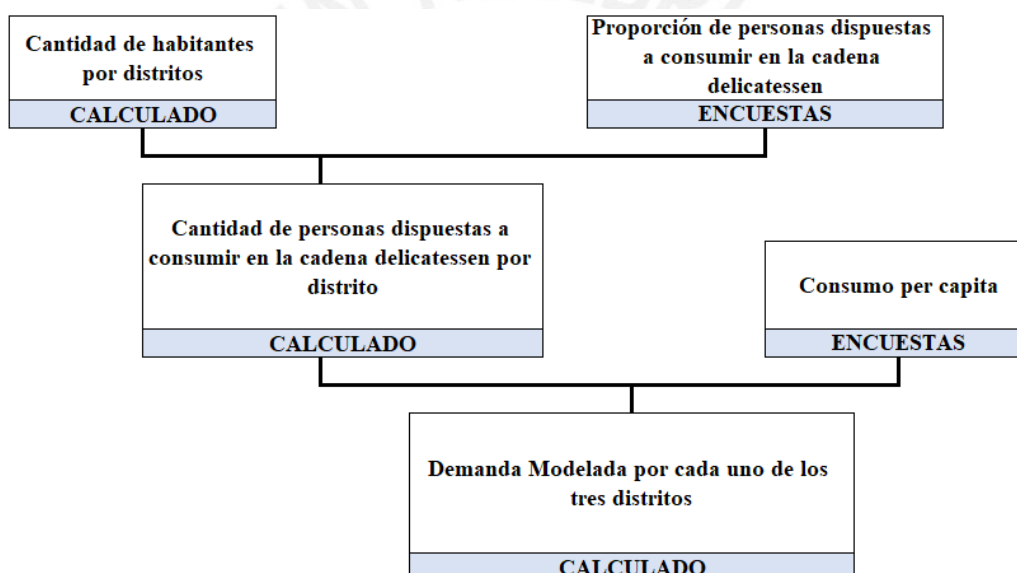 Cantidad de habitantes
por distritos
CALCULADO
Proporción de personas dispuestas
a consumir en la cadena
delicatessen
ENCUESTAS
Cantidad de personas dispuestas a
consumir en la cadena delicatessen por
distrito
CALCULADO
Consumo per capita
ENCUESTAS
Demanda Modelada por cada uno de los
tres distritos
CALCULADO